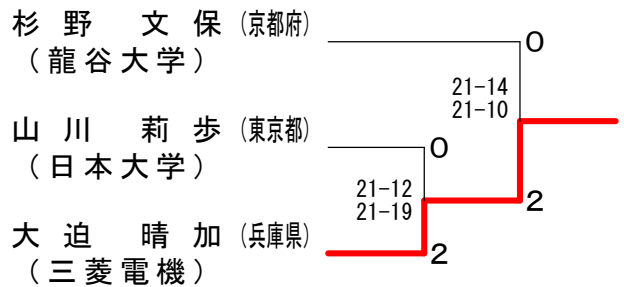 杉野 文保 (京都府)
(龍谷大学)
0
21-14
21-10
山川 莉歩 (東京都)
(日本大学)
0
21-12
21-19
2
大迫 晴加 (兵庫県)
(三菱電機)
2